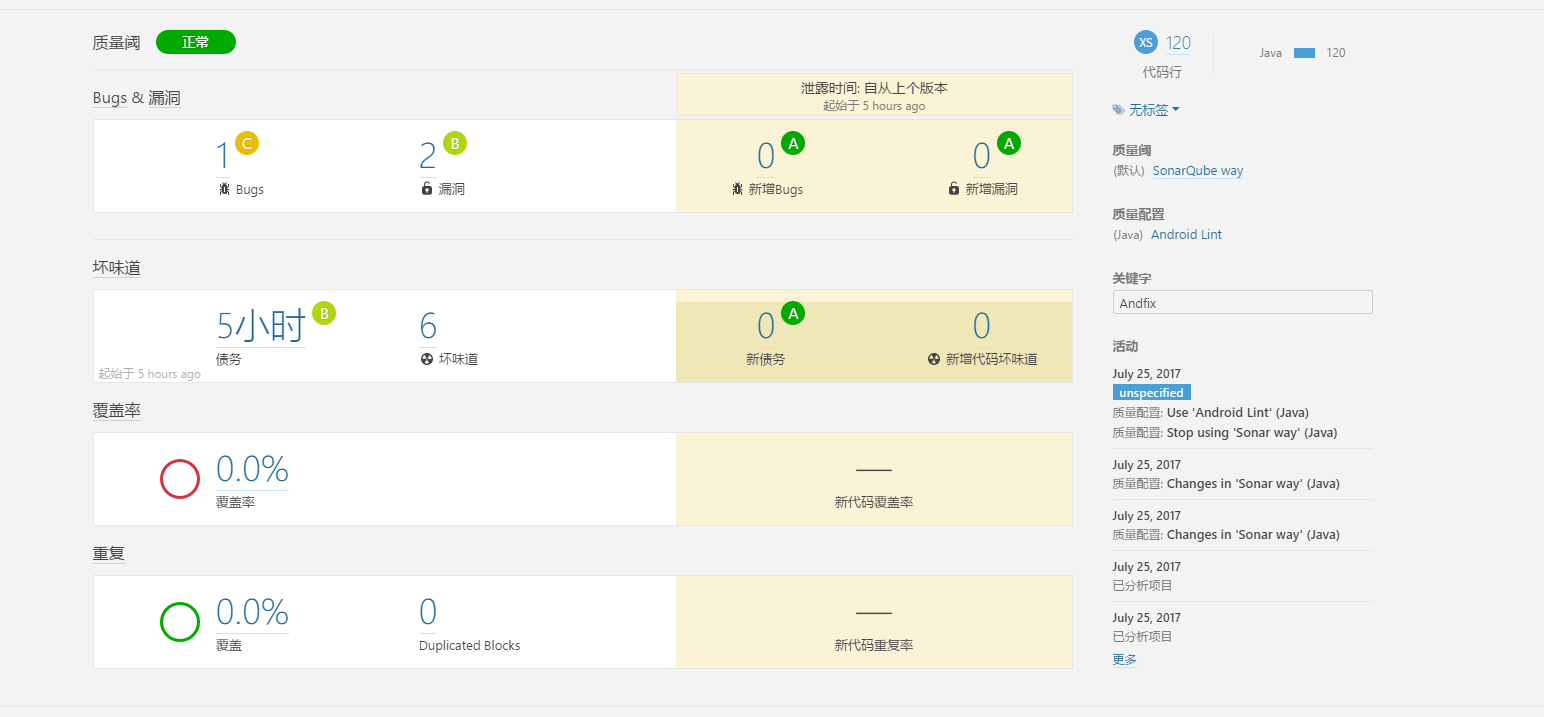 质量阈 正常
Bugs & 漏洞
泄露时间: 自从上个版本
起始于 5 hours ago
1 C
Bugs
2 B
漏洞
0 A
新增Bugs
0 A
新增漏洞
坏味道
5小时 B
债务
起始于 5 hours ago
6
坏味道
0 A
新债务
0
新增代码坏味道
覆盖率
0.0%
覆盖率
——
新代码覆盖率
重复
0.0%
覆盖
0
Duplicated Blocks
——
新代码重复率
XS 120
代码行
Java 120
无标签
质量阈
(默认) SonarQube way
质量配置
(Java) Android Lint
关键字
Andfix
活动
July 25, 2017
unspecified
质量配置: Use 'Android Lint' (Java)
质量配置: Stop using 'Sonar way' (Java)
July 25, 2017
质量配置: Changes in 'Sonar way' (Java)
July 25, 2017
质量配置: Changes in 'Sonar way' (Java)
July 25, 2017
已分析项目
July 25, 2017
已分析项目
更多